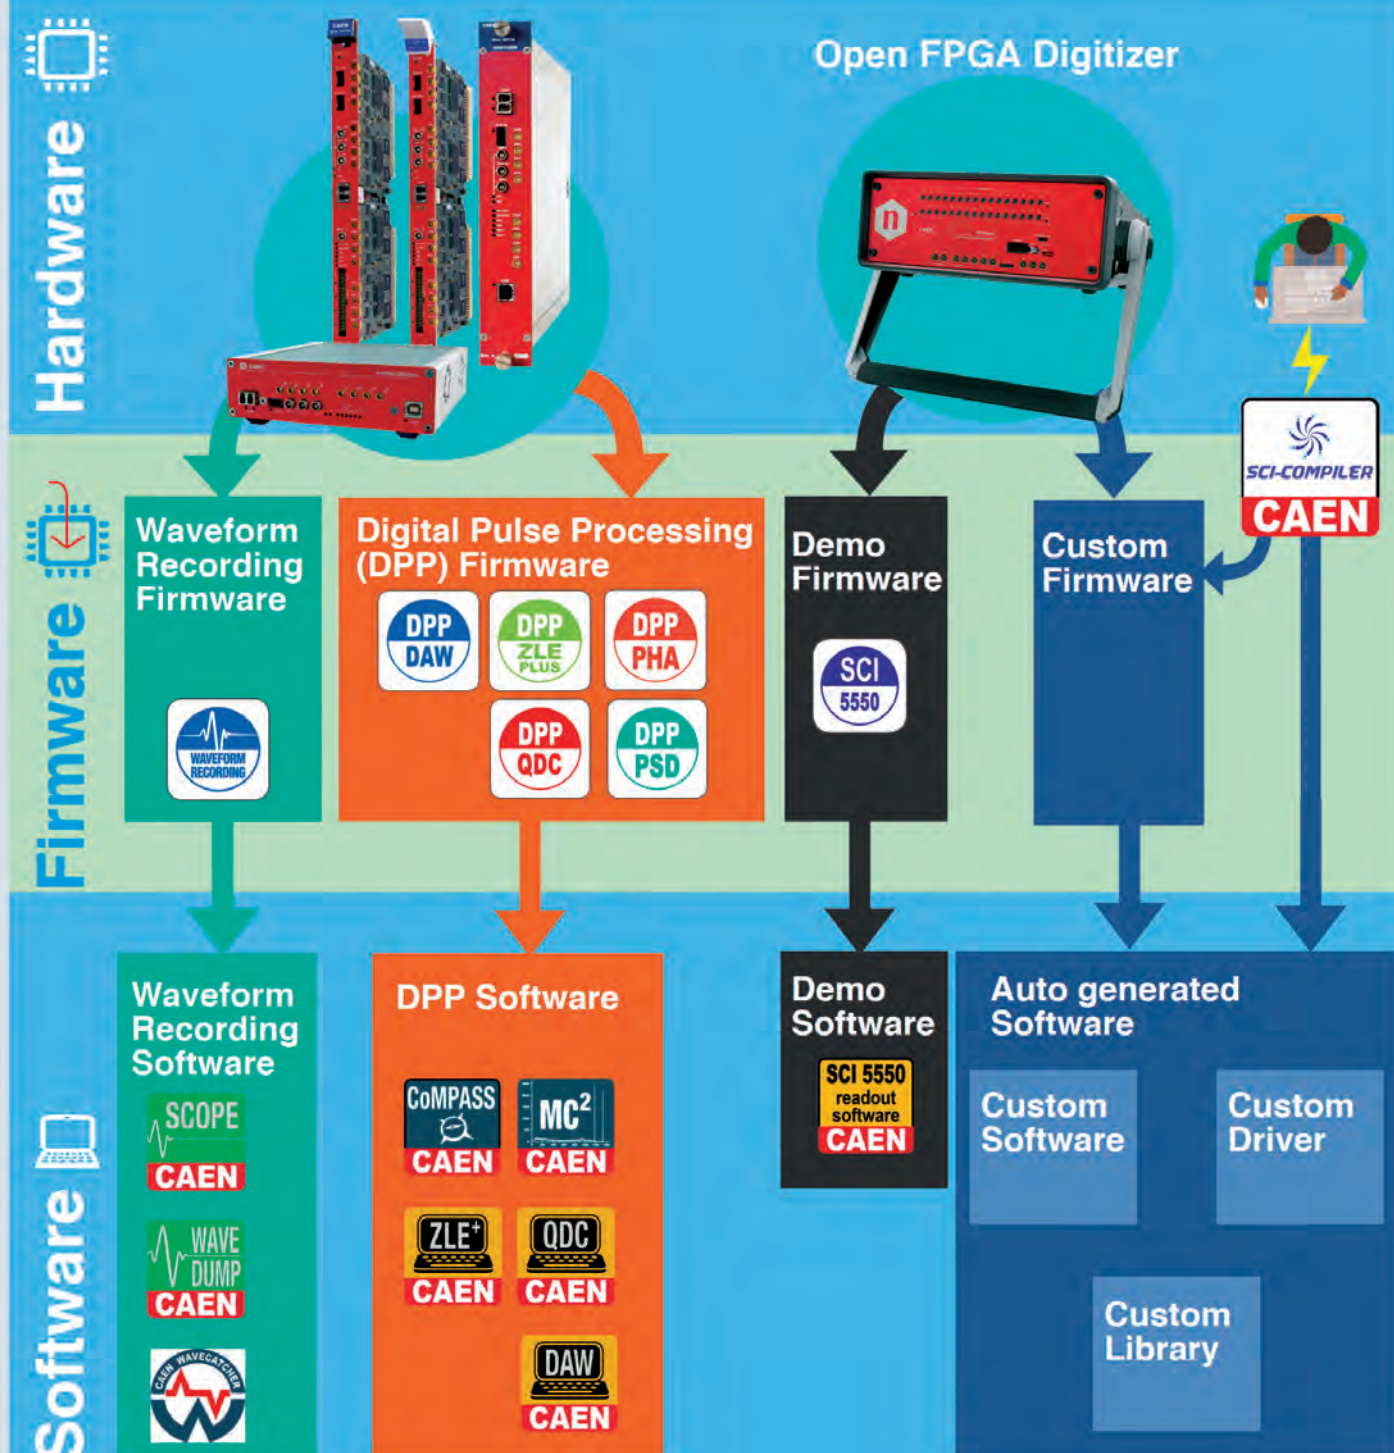 Hardware
Open FPGA Digitizer
CAEN
n
SCI-COMPILER
CAEN
Firmware
Waveform
Recording
Firmware
WAVEFORM
RECORDING
Digital Pulse Processing
(DPP) Firmware
DPP
DAW
DPP
ZLE
PLUS
DPP
PHA
DPP
QDC
DPP
PSD
Demo
Firmware
SCI
5550
Custom
Firmware
Software
Waveform
Recording
Software
SCOPE
CAEN
WAVE
DUMP
CAEN
CAEN WAVECATCHER
W
DPP Software
CoMPASS
CAEN
MC²
CAEN
ZLE⁺
CAEN
QDC
CAEN
DAW
CAEN
Demo
Software
SCI 5550
readout
software
CAEN
Auto generated
Software
Custom
Software
Custom
Driver
Custom
Library